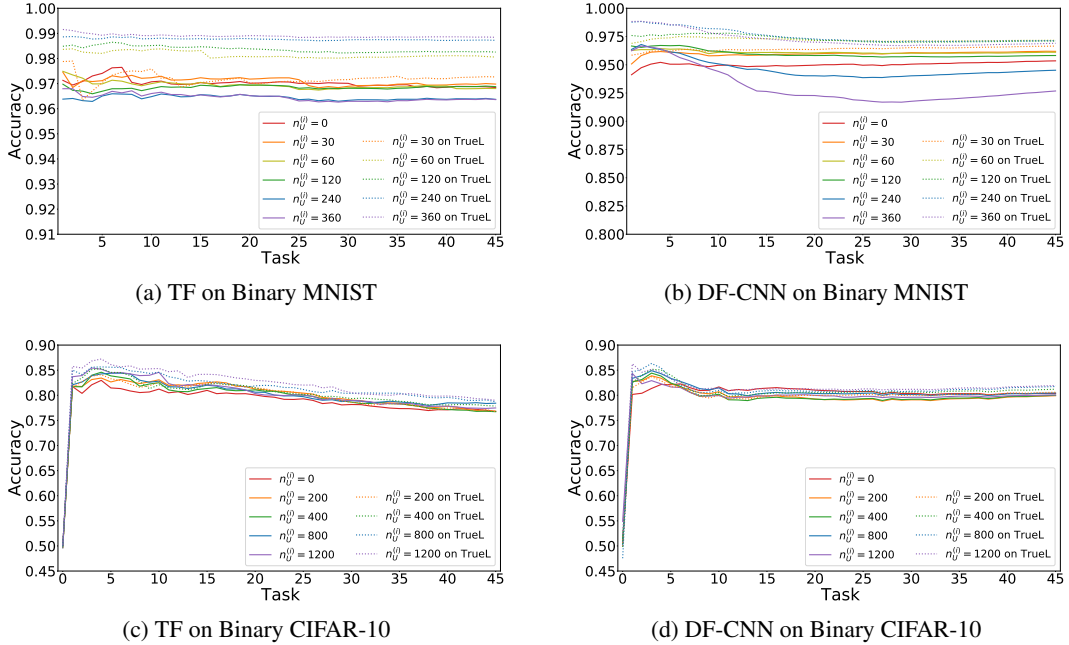 1.00
0.99
0.98
0.97
0.96
0.95
0.94
0.93
0.92
0.91
Accuracy
5 10 15 20 25 30 35 40 45
Task
n_U^(i) = 0
n_U^(i) = 30
n_U^(i) = 60
n_U^(i) = 120
n_U^(i) = 240
n_U^(i) = 360
n_U^(i) = 30 on TrueL
n_U^(i) = 60 on TrueL
n_U^(i) = 120 on TrueL
n_U^(i) = 240 on TrueL
n_U^(i) = 360 on TrueL
(a) TF on Binary MNIST
1.000
0.975
0.950
0.925
0.900
0.875
0.850
0.825
0.800
Accuracy
5 10 15 20 25 30 35 40 45
Task
n_U^(i) = 0
n_U^(i) = 30
n_U^(i) = 60
n_U^(i) = 120
n_U^(i) = 240
n_U^(i) = 360
n_U^(i) = 30 on TrueL
n_U^(i) = 60 on TrueL
n_U^(i) = 120 on TrueL
n_U^(i) = 240 on TrueL
n_U^(i) = 360 on TrueL
(b) DF-CNN on Binary MNIST
0.90
0.85
0.80
0.75
0.70
0.65
0.60
0.55
0.50
0.45
Accuracy
0 5 10 15 20 25 30 35 40 45
Task
n_U^(i) = 0
n_U^(i) = 200
n_U^(i) = 400
n_U^(i) = 800
n_U^(i) = 1200
n_U^(i) = 200 on TrueL
n_U^(i) = 400 on TrueL
n_U^(i) = 800 on TrueL
n_U^(i) = 1200 on TrueL
(c) TF on Binary CIFAR-10
0.90
0.85
0.80
0.75
0.70
0.65
0.60
0.55
0.50
0.45
Accuracy
0 5 10 15 20 25 30 35 40 45
Task
n_U^(i) = 0
n_U^(i) = 200
n_U^(i) = 400
n_U^(i) = 800
n_U^(i) = 1200
n_U^(i) = 200 on TrueL
n_U^(i) = 400 on TrueL
n_U^(i) = 800 on TrueL
n_U^(i) = 1200 on TrueL
(d) DF-CNN on Binary CIFAR-10